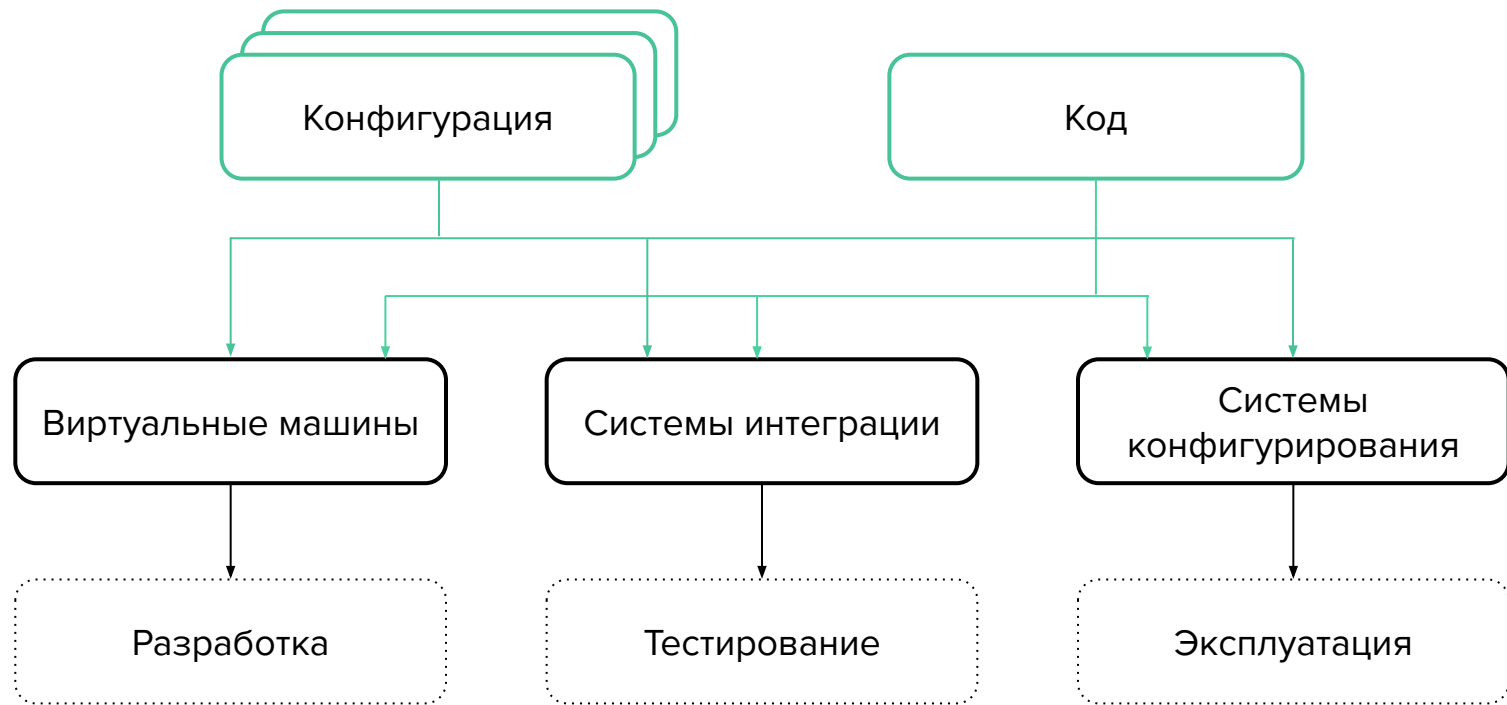 Конфигурация
Код
Виртуальные машины
Системы интеграции
Системы
конфигурирования
Разработка
Тестирование
Эксплуатация